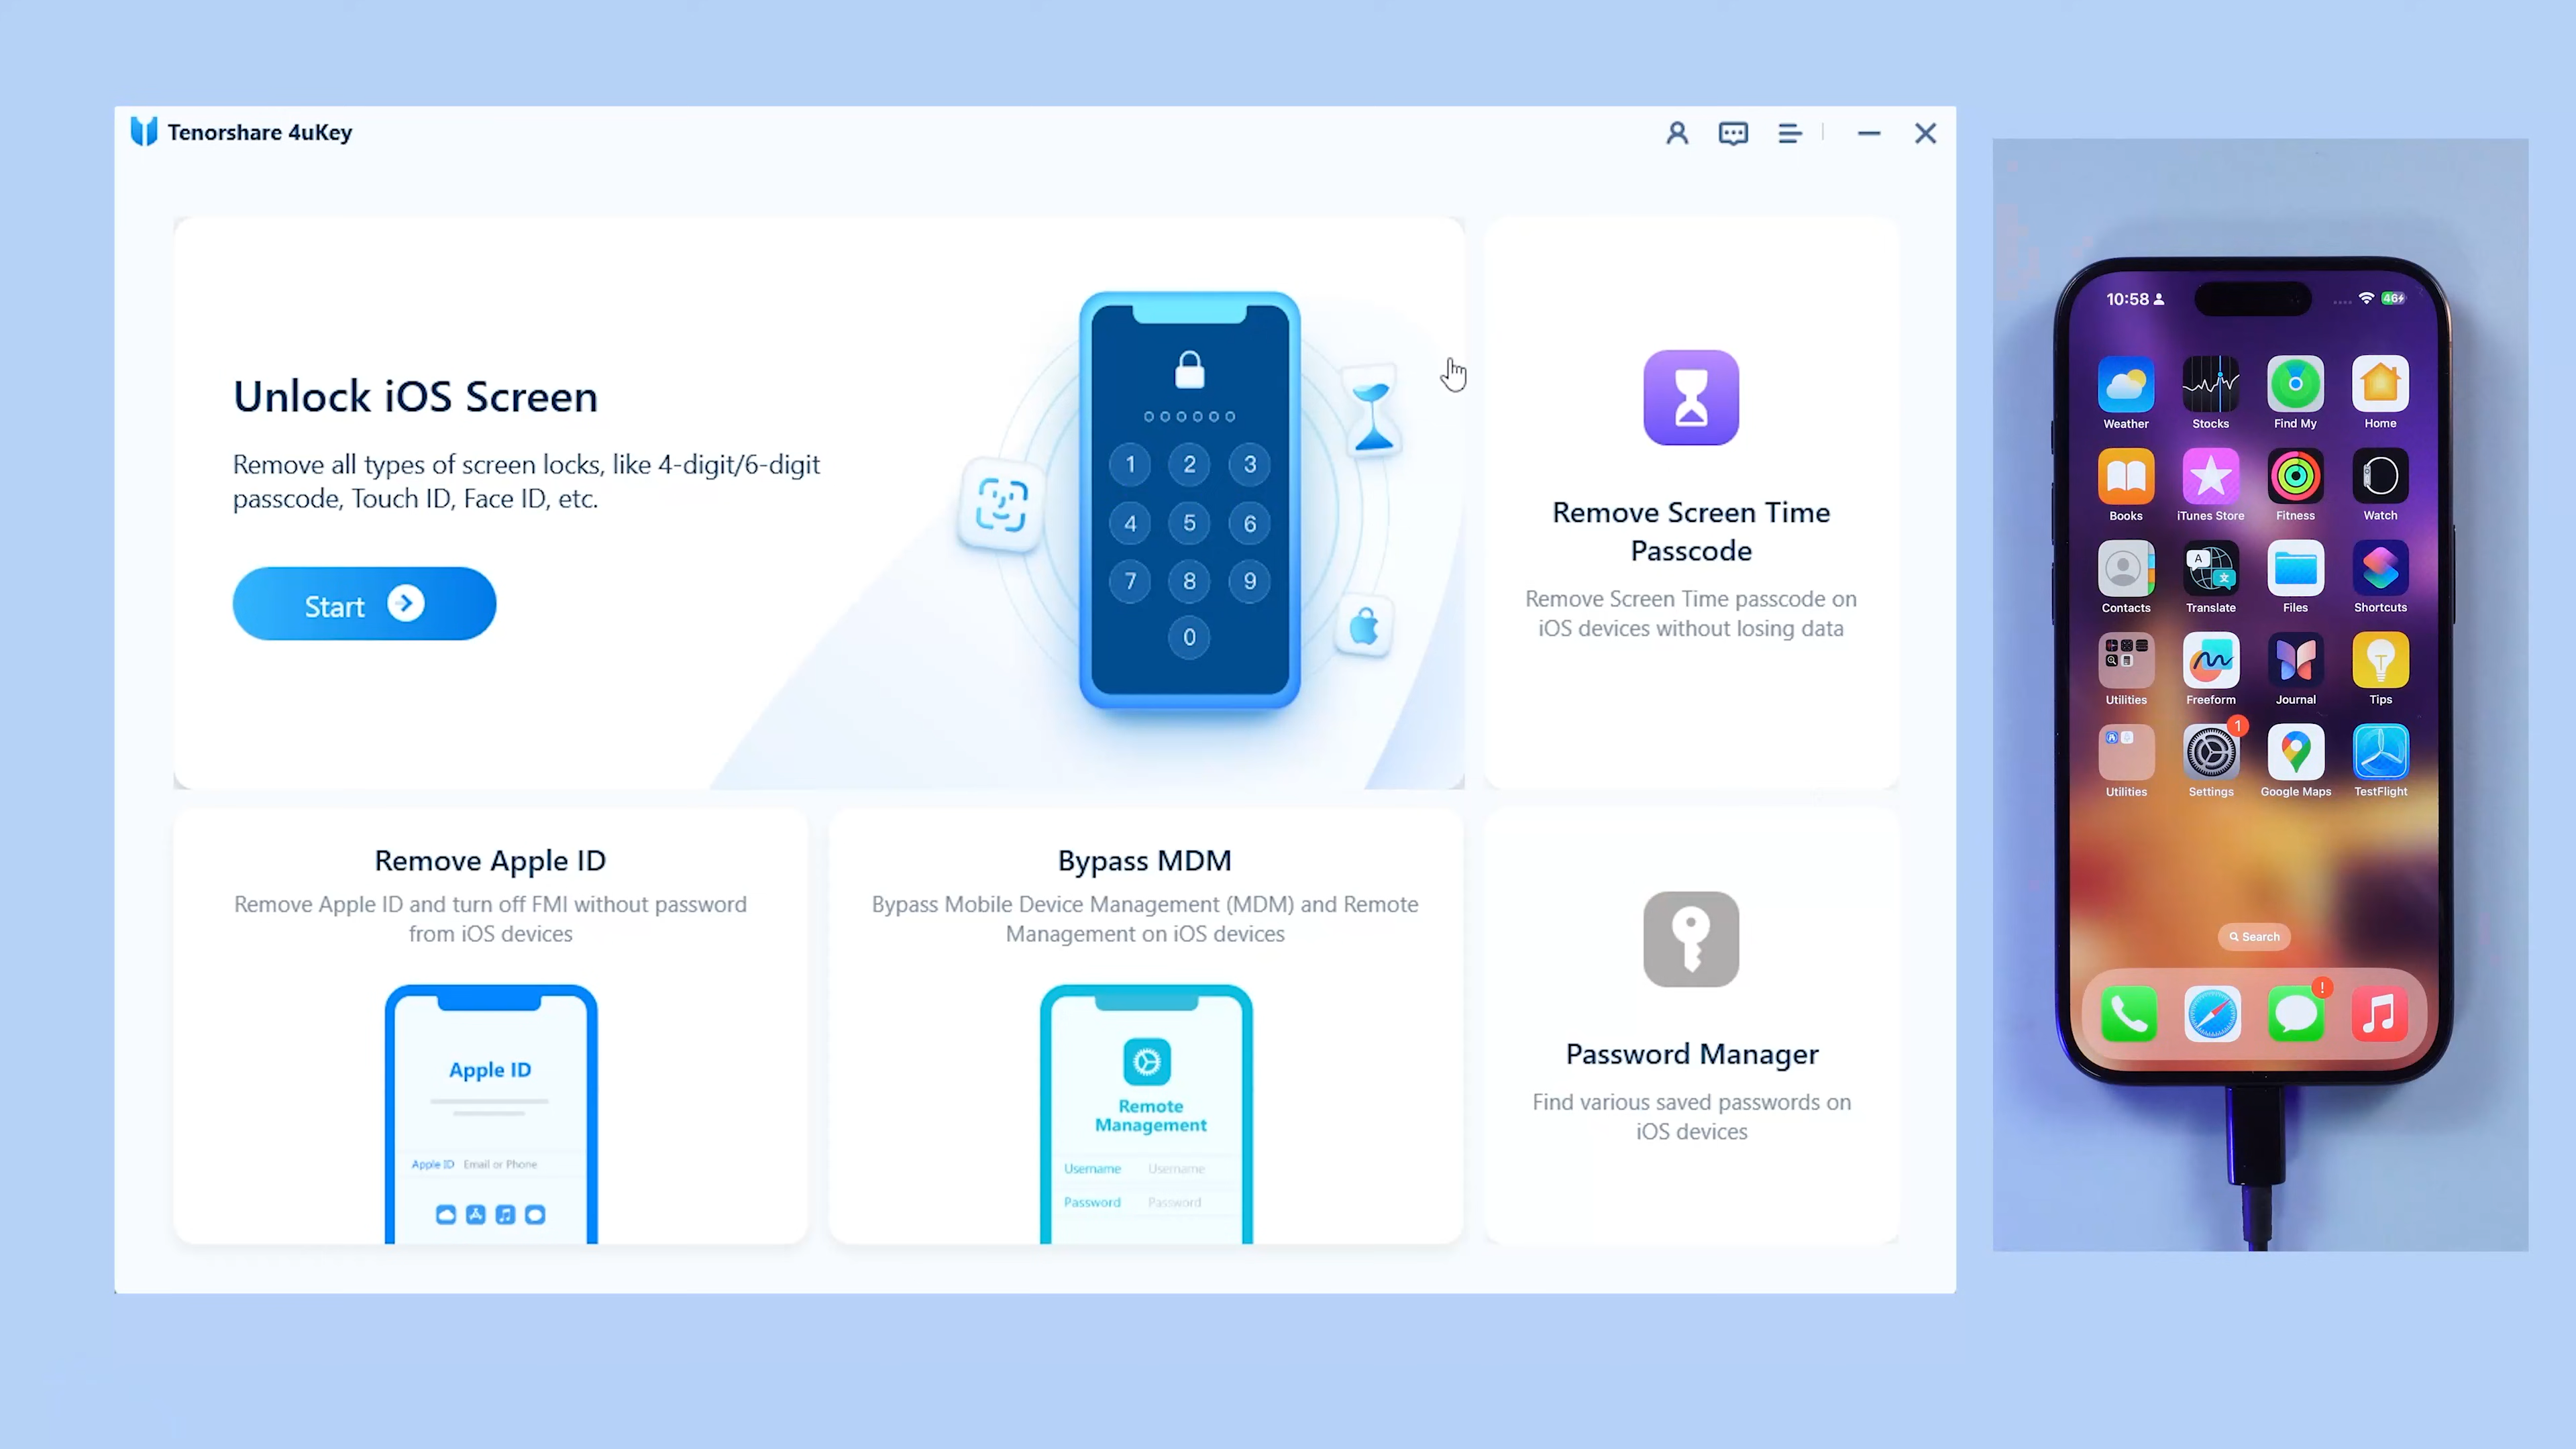 Tenorshare 4uKey
Unlock iOS Screen
Remove all types of screen locks, like 4-digit/6-digit
passcode, Touch ID, Face ID, etc.
Start
1 2 3
4 5 6
7 8 9
0
Remove Screen Time
Passcode
Remove Screen Time passcode on
iOS devices without losing data
Remove Apple ID
Remove Apple ID and turn off FMI without password
from iOS devices
Apple ID
Apple ID Email or Phone
Bypass MDM
Bypass Mobile Device Management (MDM) and Remote
Management on iOS devices
Remote
Management
Username Username
Password Password
Password Manager
Find various saved passwords on
iOS devices
10:58 46
Weather Stocks Find My Home
Books iTunes Store Fitness Watch
Contacts Translate Files Shortcuts
Utilities Freeform Journal Tips
1
Utilities Settings Google Maps TestFlight
Search
!